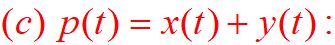 (c) p(t) = x(t) + y(t) :